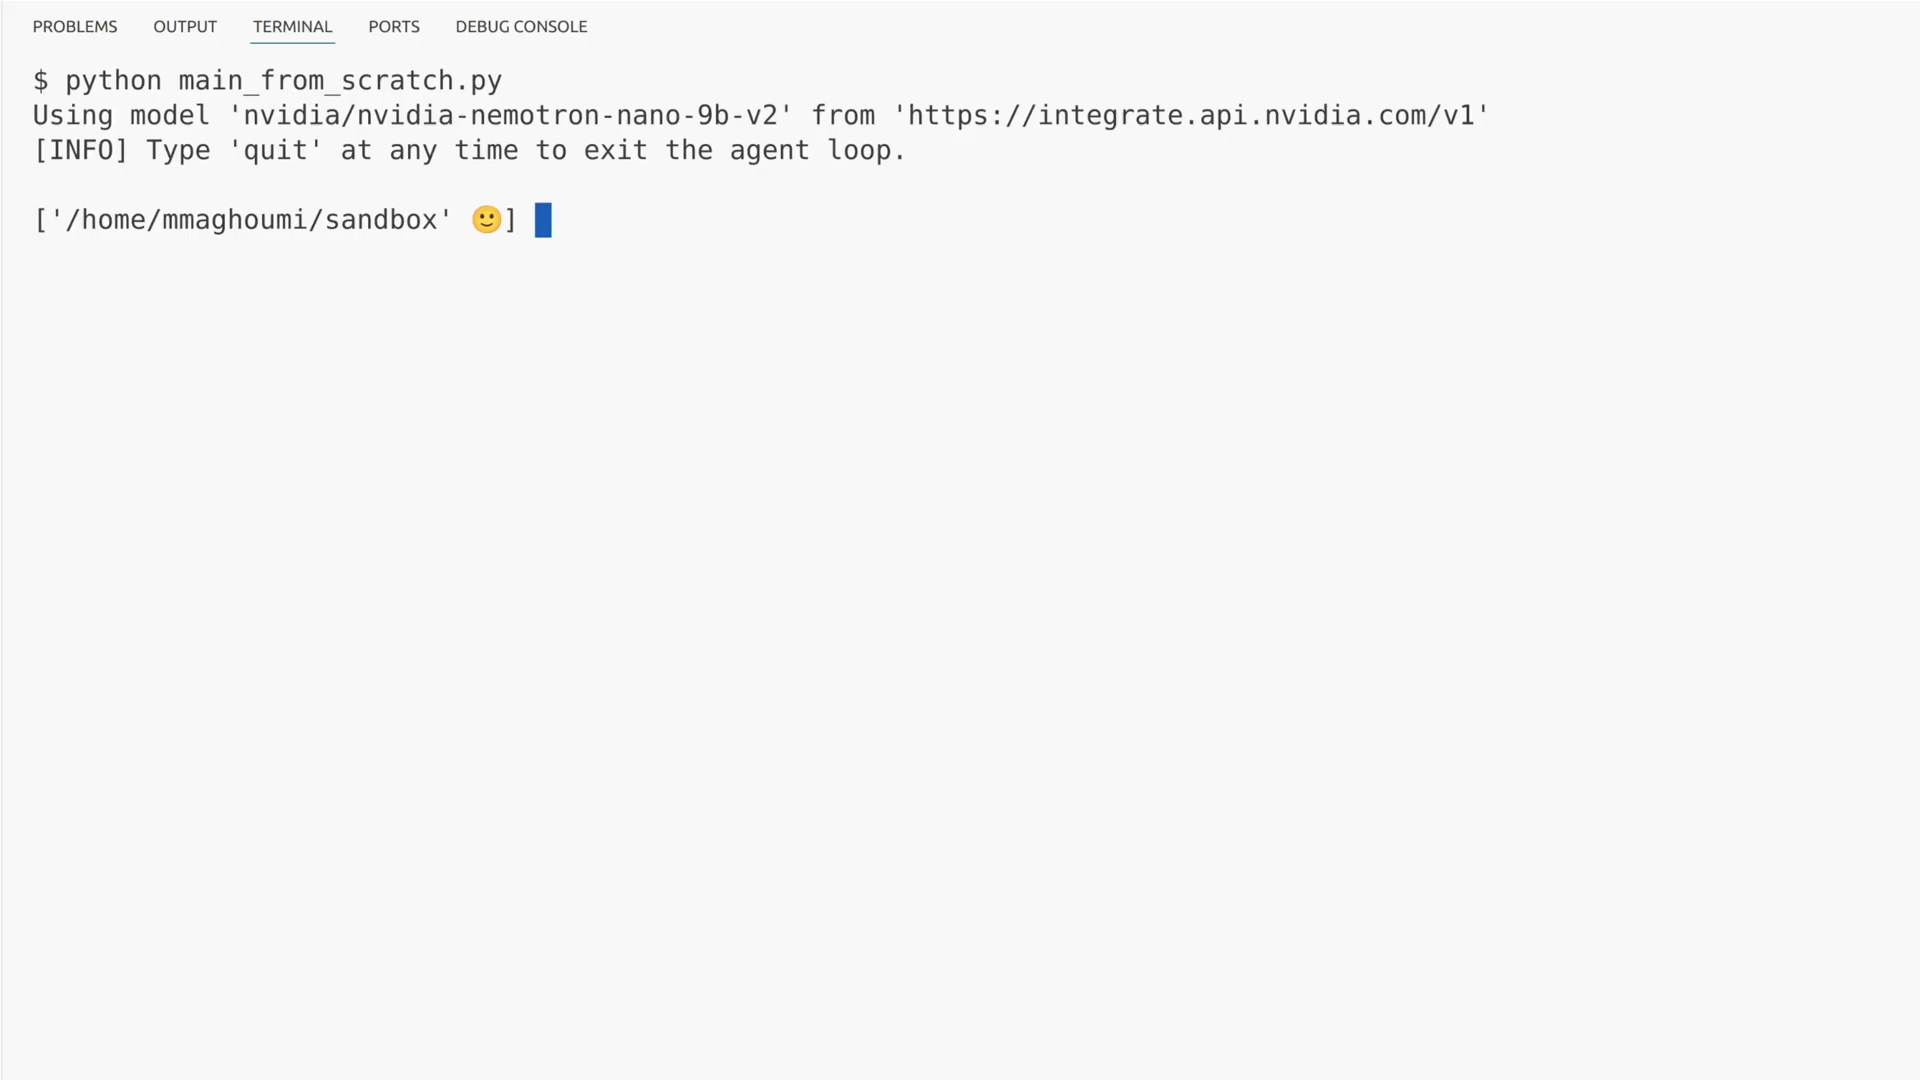 PROBLEMS OUTPUT TERMINAL PORTS DEBUG CONSOLE
$ python main_from_scratch.py
Using model 'nvidia/nvidia-nemotron-nano-9b-v2' from 'https://integrate.api.nvidia.com/v1'
[INFO] Type 'quit' at any time to exit the agent loop.
['/home/mmaghoumi/sandbox' 🙂]